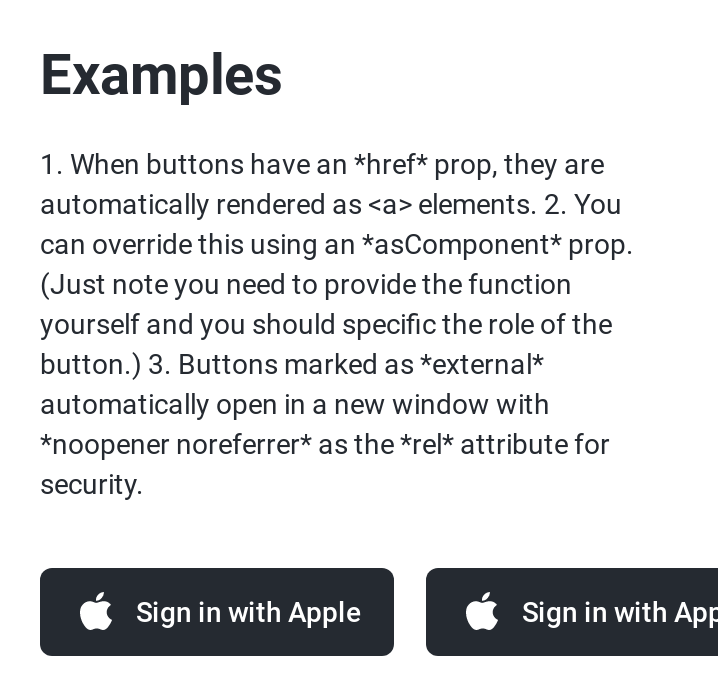 Examples
1. When buttons have an *href* prop, they are
automatically rendered as <a> elements. 2. You
can override this using an *asComponent* prop.
(Just note you need to provide the function
yourself and you should specific the role of the
button.) 3. Buttons marked as *external*
automatically open in a new window with
*noopener noreferrer* as the *rel* attribute for
security.
Sign in with Apple
Sign in with App